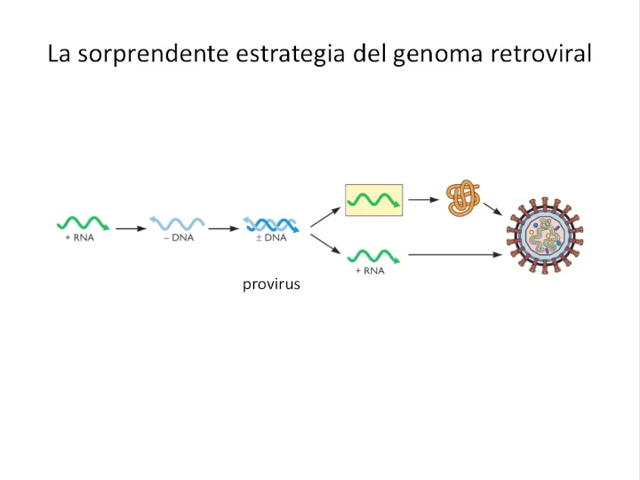 La sorprendente estrategia del genoma retroviral
+ RNA
– DNA
± DNA
+ RNA
provirus